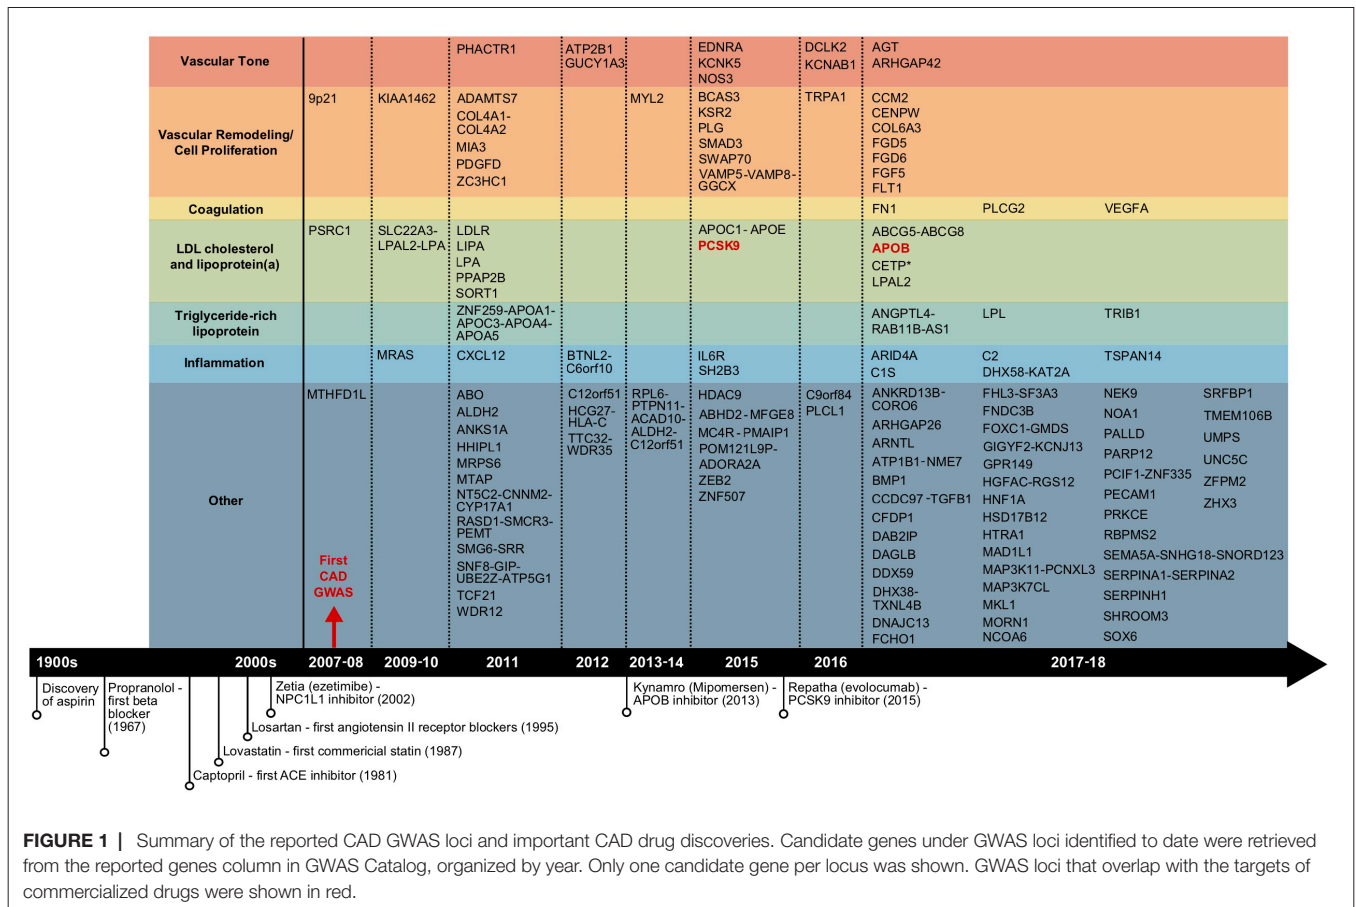 Vascular Tone
PHACTR1
ATP2B1
GUCY1A3
EDNRA
KCNK5
NOS3
DCLK2
KCNAB1
AGT
ARHGAP42
Vascular Remodeling/
Cell Proliferation
9p21
KIAA1462
ADAMTS7
COL4A1-
COL4A2
MIA3
PDGFD
ZC3HC1
MYL2
BCAS3
KSR2
PLG
SMAD3
SWAP70
VAMP5-VAMP8-
GGCX
TRPA1
CCM2
CENPW
COL6A3
FGD5
FGD6
FGF5
FLT1
Coagulation
FN1
PLCG2
VEGFA
LDL cholesterol
and lipoprotein(a)
PSRC1
SLC22A3-
LPAL2-LPA
LDLR
LIPA
LPA
PPAP2B
SORT1
APOC1- APOE
PCSK9
ABCG5-ABCG8
APOB
CETP*
LPAL2
Triglyceride-rich
lipoprotein
ZNF259-APOA1-
APOC3-APOA4-
APOA5
ANGPTL4-
RAB11B-AS1
LPL
TRIB1
Inflammation
MRAS
CXCL12
BTNL2-
C6orf10
IL6R
SH2B3
ARID4A
C1S
C2
DHX58-KAT2A
TSPAN14
Other
MTHFD1L
First
CAD
GWAS
ABO
ALDH2
ANKS1A
HHIPL1
MRPS6
MTAP
NT5C2-CNNM2-
CYP17A1
RASD1-SMCR3-
PEMT
SMG6-SRR
SNF8-GIP-
UBE2Z-ATP5G1
TCF21
WDR12
C12orf51
HCG27-
HLA-C
TTC32-
WDR35
RPL6-
PTPN11-
ACAD10-
ALDH2-
C12orf51
HDAC9
ABHD2-MFGE8
MC4R-PMAIP1
POM121L9P-
ADORA2A
ZEB2
ZNF507
C9orf84
PLCL1
ANKRD13B-
CORO6
ARHGAP26
ARNTL
ATP1B1-NME7
BMP1
CCDC97-TGFB1
CFDP1
DAB2IP
DAGLB
DDX59
DHX38-
TXNL4B
DNAJC13
FCHO1
FHL3-SF3A3
FNDC3B
FOXC1-GMDS
GIGYF2-KCNJ13
GPR149
HGFAC-RGS12
HNF1A
HSD17B12
HTRA1
MAD1L1
MAP3K11-PCNXL3
MAP3K7CL
MKL1
MORN1
NCOA6
NEK9
NOA1
PALLD
PARP12
PCIF1-ZNF335
PECAM1
PRKCE
RBPMS2
SEMA5A-SNHG18-SNORD123
SERPINA1-SERPINA2
SERPINH1
SHROOM3
SOX6
SRFBP1
TMEM106B
UMPS
UNC5C
ZFPM2
ZHX3
1900s 2000s 2007-08 2009-10 2011 2012 2013-14 2015 2016 2017-18
Discovery
of aspirin
Propranolol -
first beta
blocker
(1967)
Zetia (ezetimibe) -
NPC1L1 inhibitor (2002)
Losartan - first angiotensin II receptor blockers (1995)
Lovastatin - first commericial statin (1987)
Captopril - first ACE inhibitor (1981)
Kynamro (Mipomersen) -
APOB inhibitor (2013)
Repatha (evolocumab) -
PCSK9 inhibitor (2015)
FIGURE 1 | Summary of the reported CAD GWAS loci and important CAD drug discoveries. Candidate genes under GWAS loci identified to date were retrieved
from the reported genes column in GWAS Catalog, organized by year. Only one candidate gene per locus was shown. GWAS loci that overlap with the targets of
commercialized drugs were shown in red.